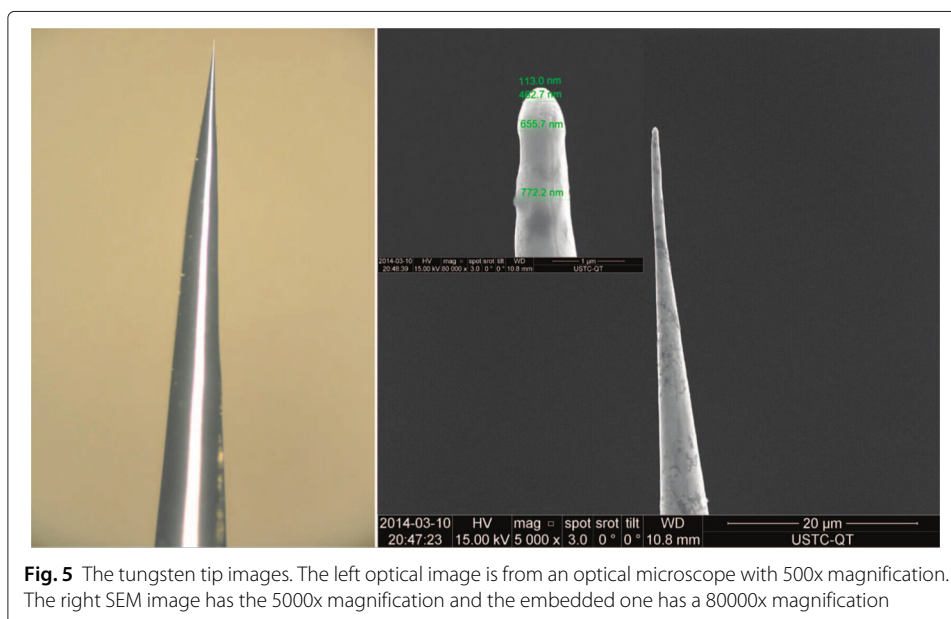 113.0 nm
482.7 nm
655.7 nm
772.2 nm
2014-03-10 HV mag □ spot srot tilt WD 1 µm
20:48:39 15.00 kV 80 000 x 3.0 0 ° 0 ° 10.8 mm USTC-QT
2014-03-10 HV mag □ spot srot tilt WD 20 µm
20:47:23 15.00 kV 5 000 x 3.0 0 ° 0 ° 10.8 mm USTC-QT
Fig. 5 The tungsten tip images. The left optical image is from an optical microscope with 500x magnification.
The right SEM image has the 5000x magnification and the embedded one has a 80000x magnification